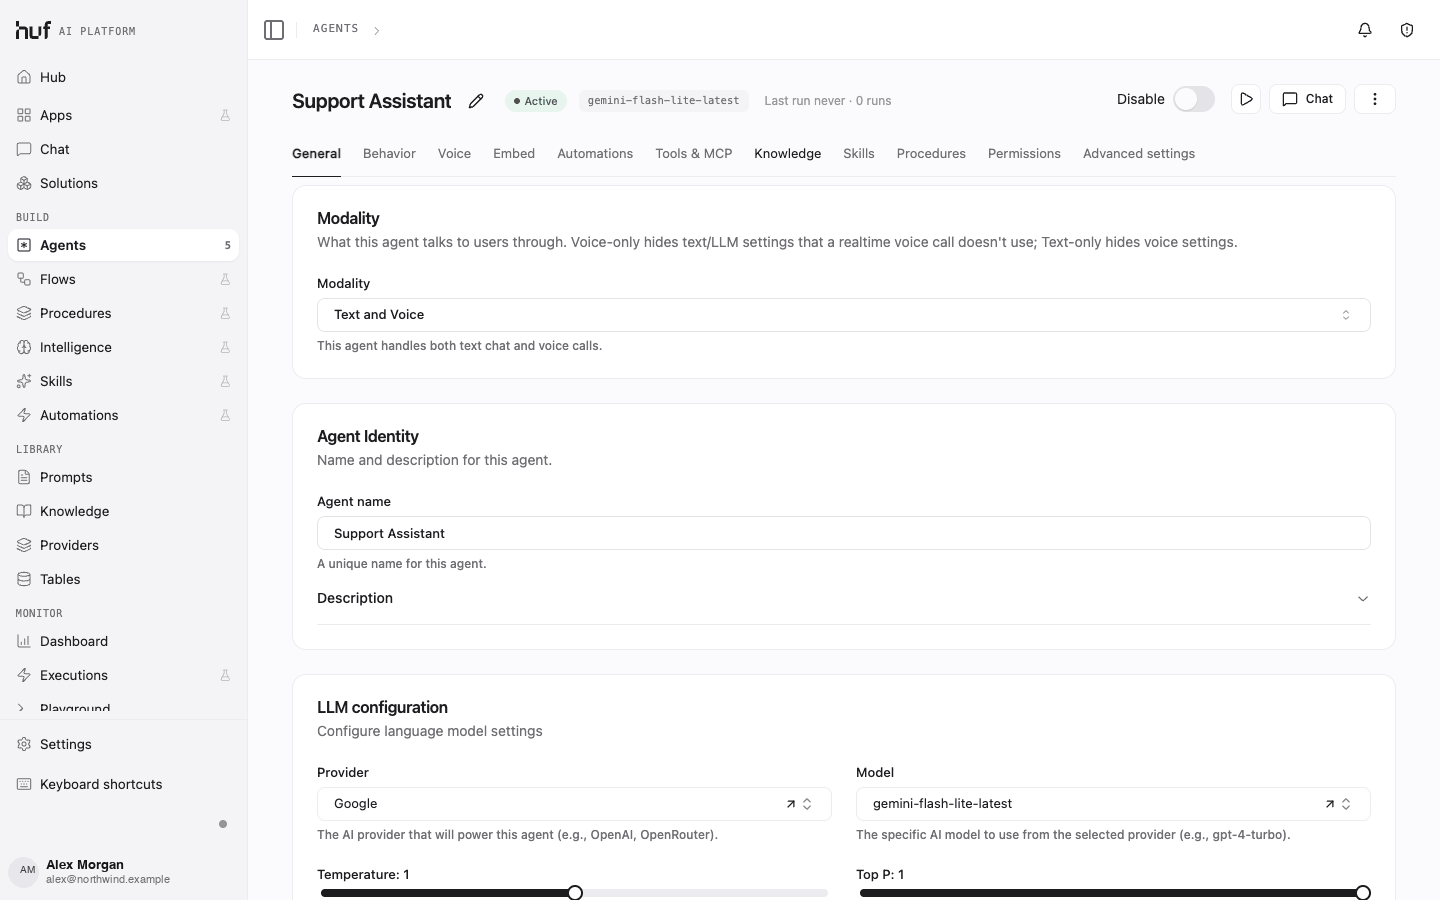 huf AI PLATFORM
Hub
Apps
Chat
Solutions
BUILD
Agents 5
Flows
Procedures
Intelligence
Skills
Automations
LIBRARY
Prompts
Knowledge
Providers
Tables
MONITOR
Dashboard
Executions
Playground
Settings
Keyboard shortcuts
AM
Alex Morgan
alex@northwind.example
AGENTS
Support Assistant
Active
gemini-flash-lite-latest
Last run never · 0 runs
Disable
Chat
General Behavior Voice Embed Automations Tools & MCP Knowledge Skills Procedures Permissions Advanced settings
Modality
What this agent talks to users through. Voice-only hides text/LLM settings that a realtime voice call doesn't use; Text-only hides voice settings.
Modality
Text and Voice
This agent handles both text chat and voice calls.
Agent Identity
Name and description for this agent.
Agent name
Support Assistant
A unique name for this agent.
Description
LLM configuration
Configure language model settings
Provider
Google
The AI provider that will power this agent (e.g., OpenAI, OpenRouter).
Model
gemini-flash-lite-latest
The specific AI model to use from the selected provider (e.g., gpt-4-turbo).
Temperature: 1
Top P: 1